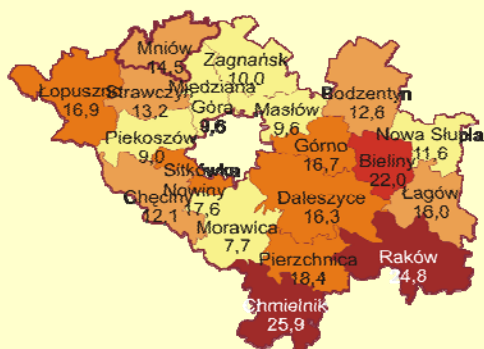 Mniów
14,5
Zagnańsk
10,0
Łopuszno
16,9
Strawczyn
13,2
Miedziana
Góra
9,6
Masłów
9,6
Bodzentyn
12,6
Nowa Słupia
11,6
Piekoszów
9,0
Górno
16,7
Bieliny
22,0
Sitkówka
Nowiny
17,6
Chęciny
12,1
Daleszyce
16,3
Łagów
16,0
Morawica
7,7
Pierzchnica
18,4
Raków
24,8
Chmielnik
25,9